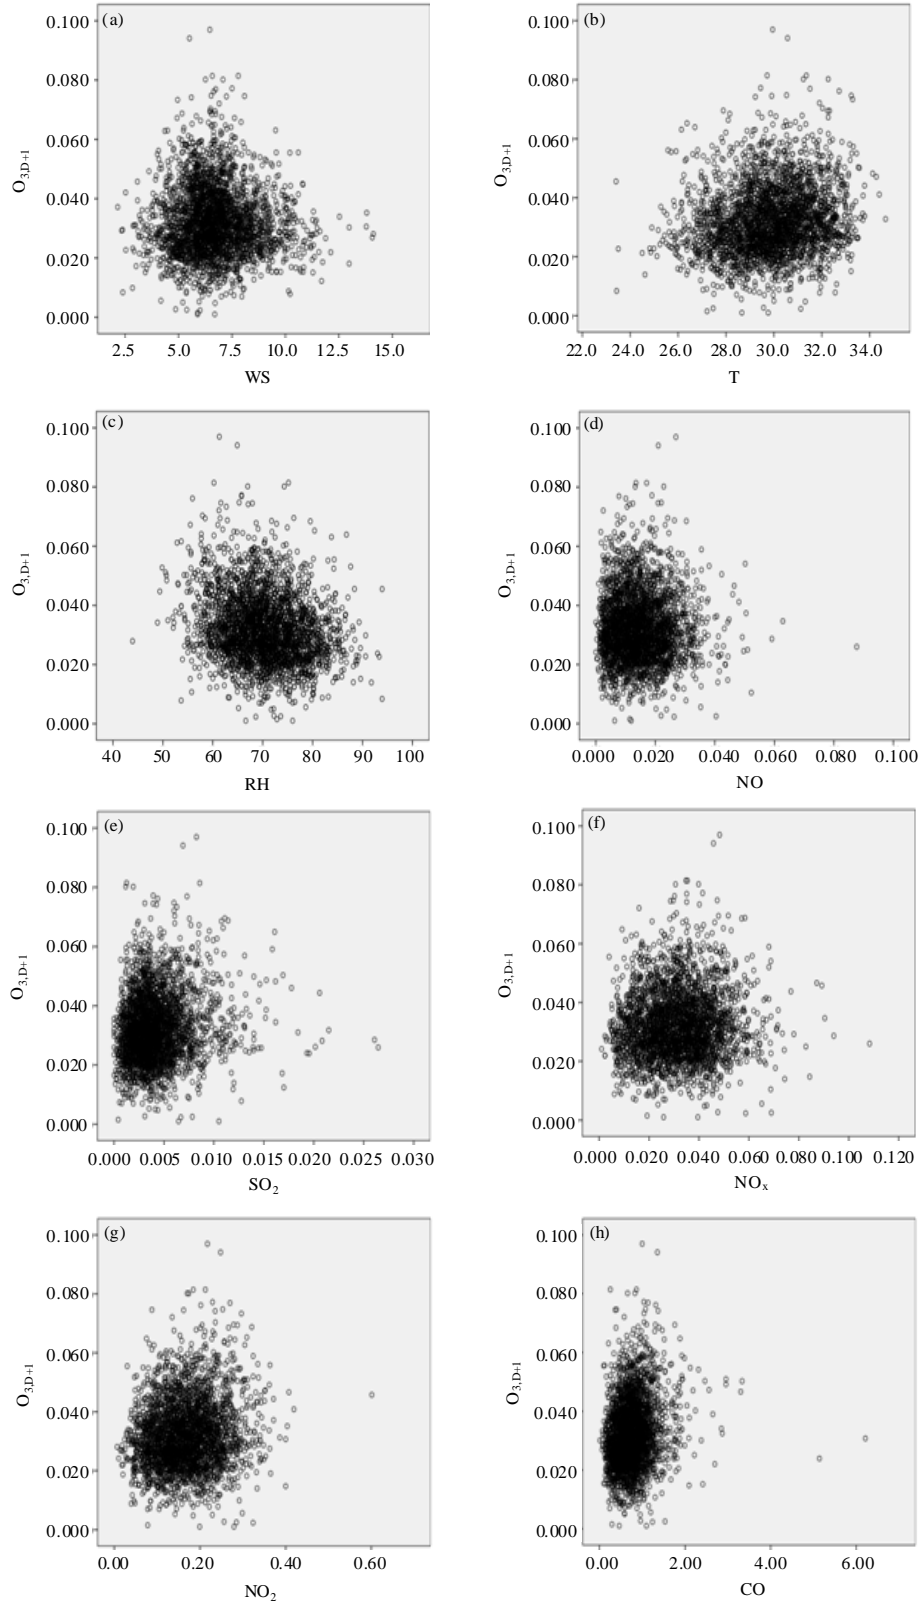 (a)
0.100
0.080
0.060
0.040
0.020
0.000
O3,D+1
2.5 5.0 7.5 10.0 12.5 15.0
WS
(b)
0.100
0.080
0.060
0.040
0.020
0.000
O3,D+1
22.0 24.0 26.0 28.0 30.0 32.0 34.0
T
(c)
0.100
0.080
0.060
0.040
0.020
0.000
O3,D+1
40 50 60 70 80 90 100
RH
(d)
0.100
0.080
0.060
0.040
0.020
0.000
O3,D+1
0.000 0.020 0.040 0.060 0.080 0.100
NO
(e)
0.100
0.080
0.060
0.040
0.020
0.000
O3,D+1
0.000 0.005 0.010 0.015 0.020 0.025 0.030
SO2
(f)
0.100
0.080
0.060
0.040
0.020
0.000
O3,D+1
0.000 0.020 0.040 0.060 0.080 0.100 0.120
NOx
(g)
0.100
0.080
0.060
0.040
0.020
0.000
O3,D+1
0.00 0.20 0.40 0.60
NO2
(h)
0.100
0.080
0.060
0.040
0.020
0.000
O3,D+1
0.00 2.00 4.00 6.00
CO